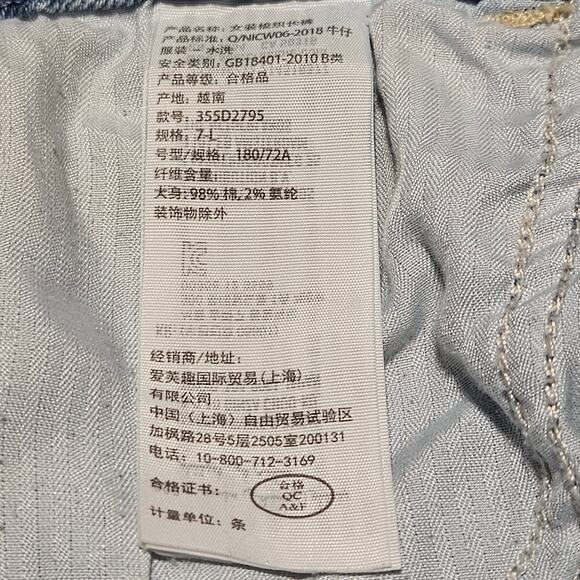 产品名称: 女装梭织长裤
产品标准: Q/NICW06-2018 牛仔
服装 - 水洗
安全类别: GB18401-2010 B类
产品等级: 合格品
产地: 越南
款号: 355D2795
规格: 7-L
号型/规格: 180/72A
纤维含量:
大身: 98% 棉, 2% 氨纶
装饰物除外
经销商/地址:
爱芙趣国际贸易(上海)
有限公司
中国 (上海) 自由贸易试验区
加枫路28号5层2505室200131
电话: 10-800-712-3169
合格证书:
合格
QC
A&F
计量单位: 条